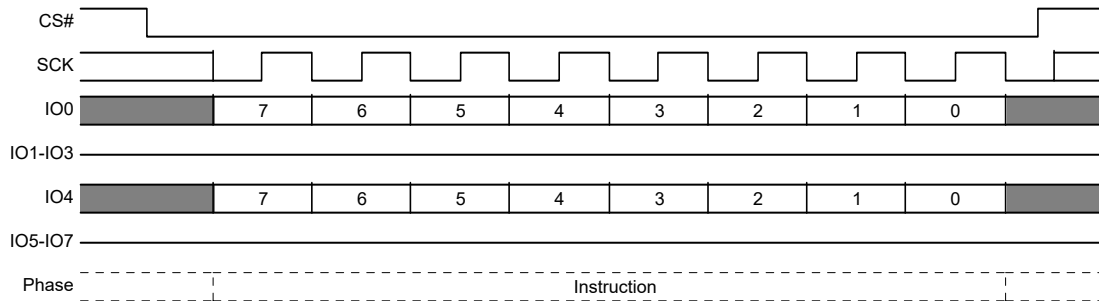 CS#
SCK
IO0 7 6 5 4 3 2 1 0
IO1-IO3
IO4 7 6 5 4 3 2 1 0
IO5-IO7
Phase Instruction